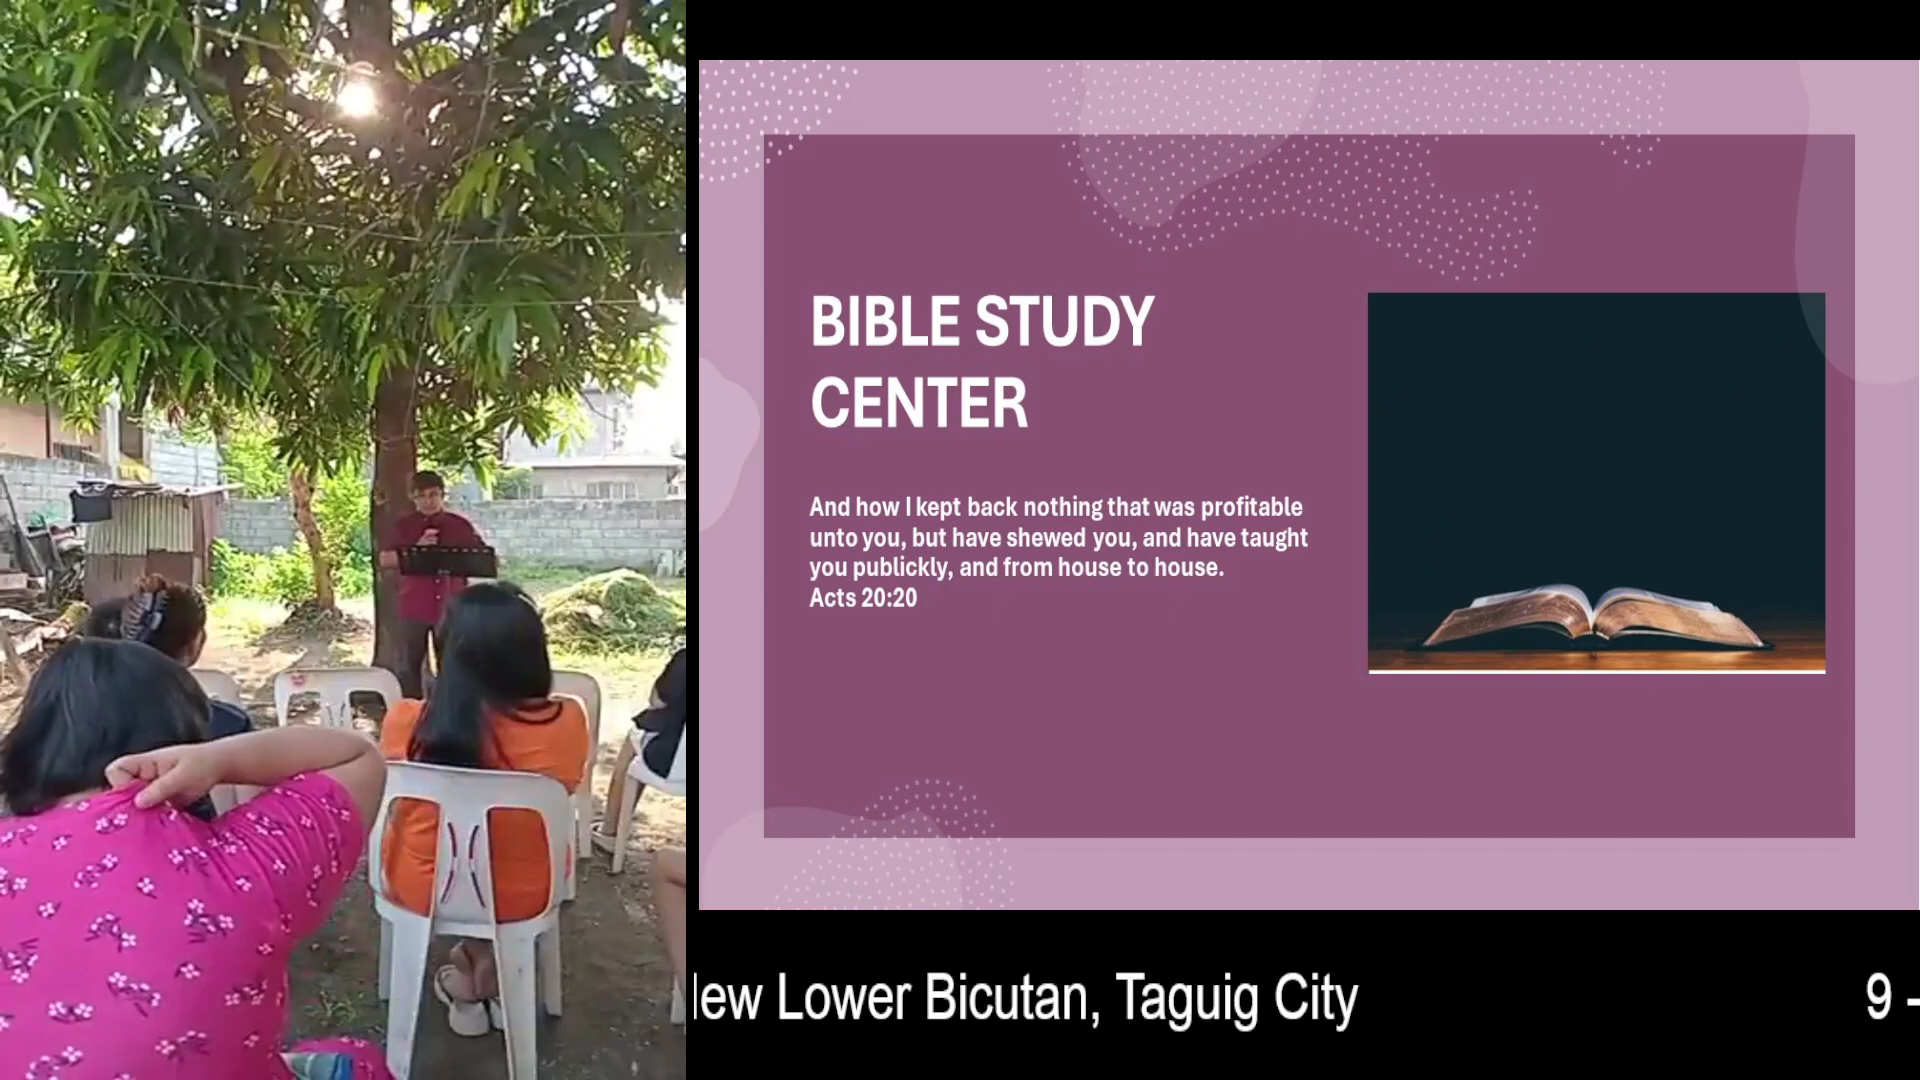 BIBLE STUDY
CENTER
And how I kept back nothing that was profitable
unto you, but have shewed you, and have taught
you publickly, and from house to house.
Acts 20:20
ew Lower Bicutan, Taguig City
9 -